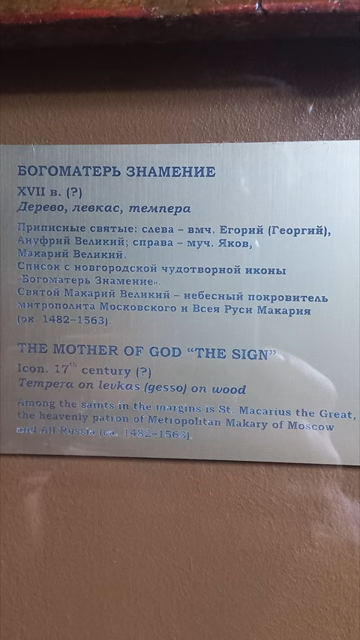 БОГОМАТЕРЬ ЗНАМЕНИЕ
XVII в. (?)
Дерево, левкас, темпера
Приписные святые: слева – вмч. Егорий (Георгий),
Ануфрий Великий; справа – муч. Яков,
Макарий Великий.
Список с новгородской чудотворной иконы
«Богоматерь Знамение».
Святой Макарий Великий – небесный покровитель
митрополита Московского и Всея Руси Макария
(ок. 1482–1563).
THE MOTHER OF GOD “THE SIGN”
Icon. 17th century (?)
Tempera on levkas (gesso) on wood
Among the saints in the margins is St. Macarius the Great,
the heavenly patron of Metropolitan Makary of Moscow
and All Russia (ca. 1482–1563).